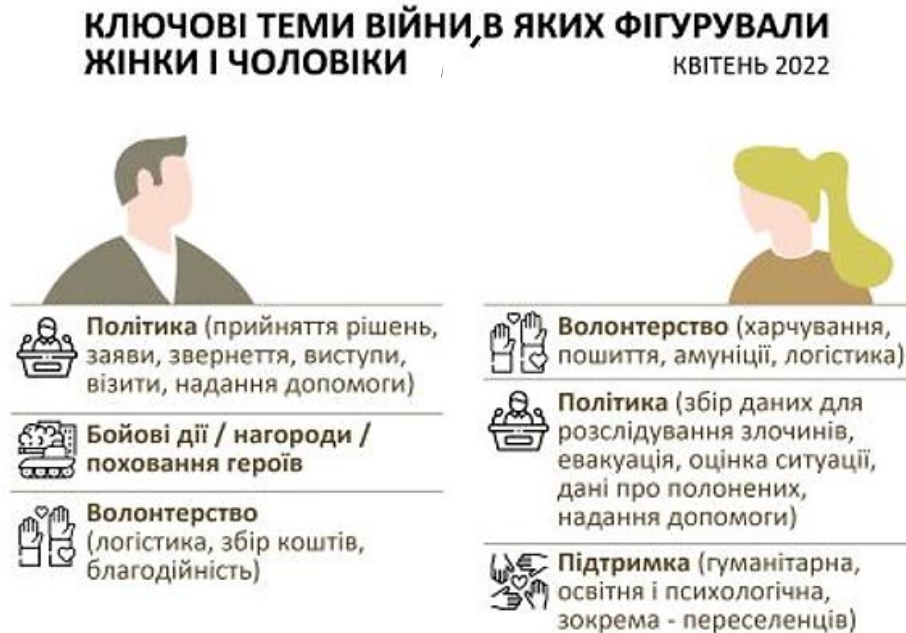 КЛЮЧОВІ ТЕМИ ВІЙНИ,В ЯКИХ ФІГУРУВАЛИ
ЖІНКИ І ЧОЛОВІКИ
КВІТЕНЬ 2022
Політика (прийняття рішень,
заяви, звернеття, виступи,
візити, надання допомоги)
Бойові дії / нагороди /
поховання героїв
Волонтерство
(логістика, збір коштів,
благодійність)
Волонтерство (харчування,
пошиття, амуніції, логістика)
Політика (збір даних для
розслідування злочинів,
евакуація, оцінка ситуації,
дані про полонених,
надання допомоги)
Підтримка (гуманітарна,
освітня і психологічна,
зокрема - переселенців)